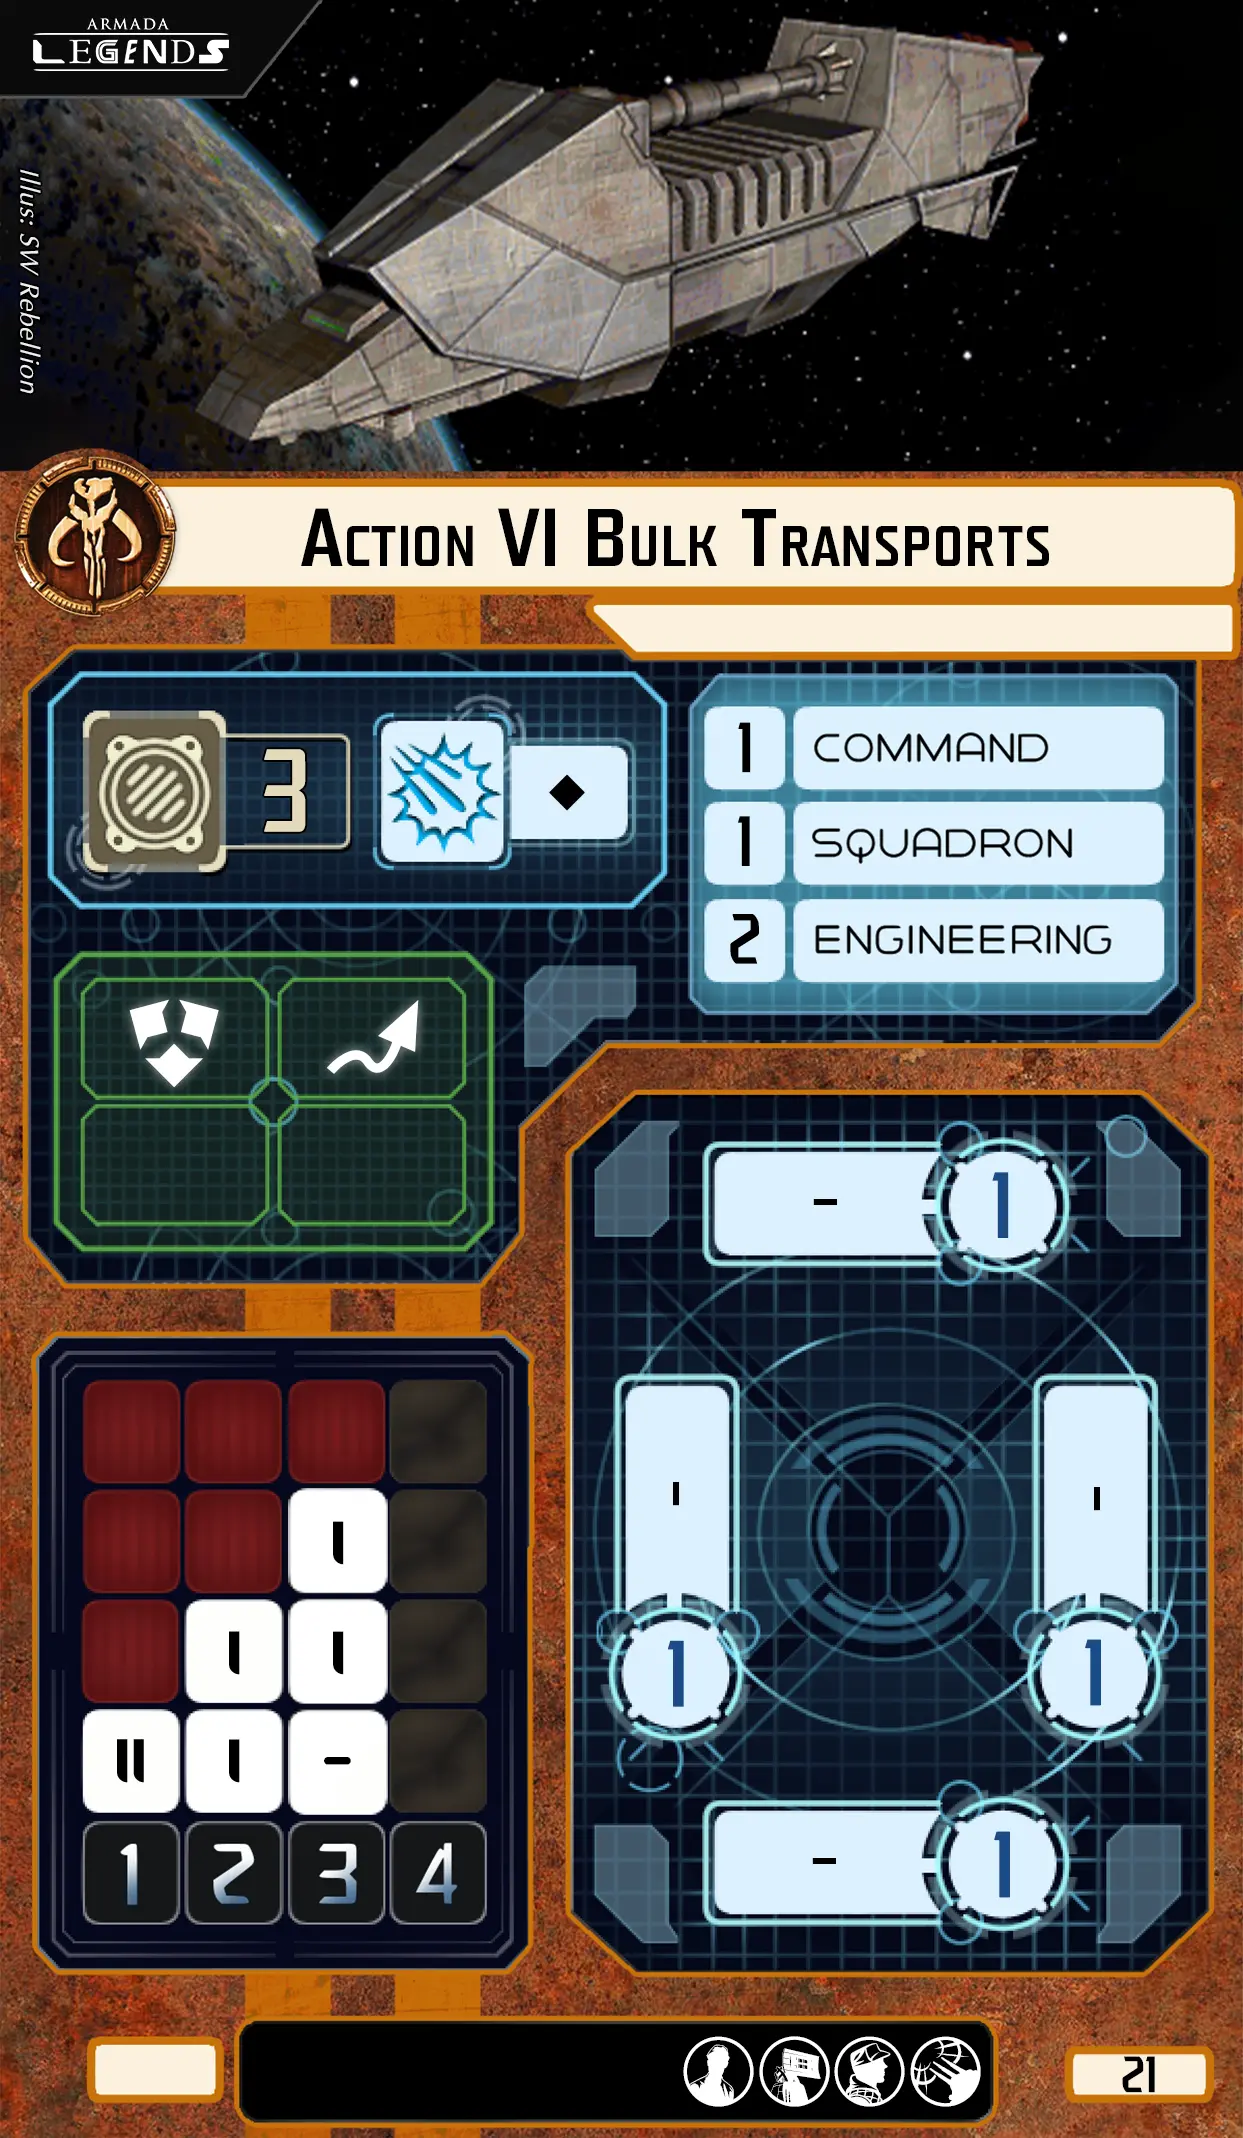 ARMADA
LEGENDS
Illus: SW Rebellion
ACTION VI BULK TRANSPORTS
3
1 COMMAND
1 SQUADRON
2 ENGINEERING
- 1
-
-
1
1
- 1
I
I I
II I -
1 2 3 4
21